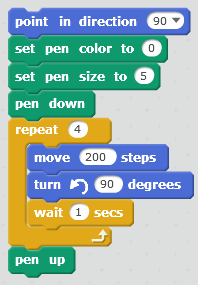 point in direction 90
set pen color to 0
set pen size to 5
pen down
repeat 4
move 200 steps
turn 90 degrees
wait 1 secs
pen up